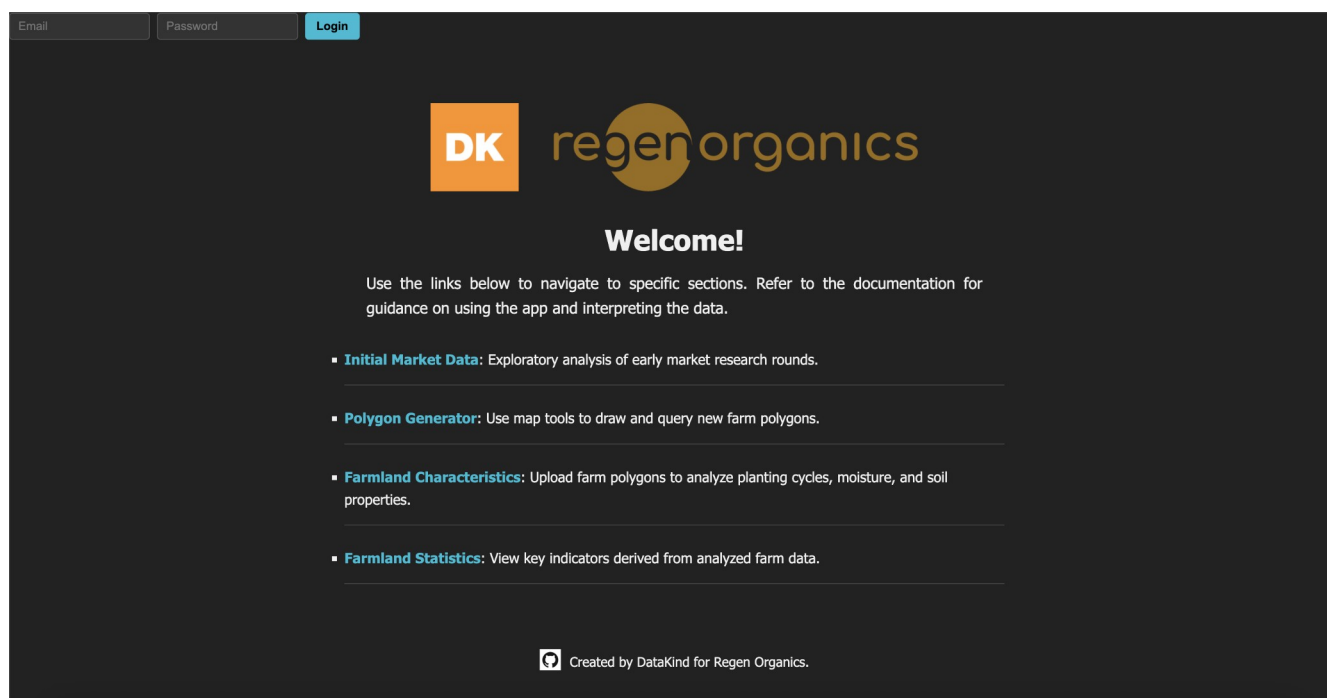 Email Password Login
DK regenorganics
Welcome!
Use the links below to navigate to specific sections. Refer to the documentation for
guidance on using the app and interpreting the data.
Initial Market Data: Exploratory analysis of early market research rounds.
Polygon Generator: Use map tools to draw and query new farm polygons.
Farmland Characteristics: Upload farm polygons to analyze planting cycles, moisture, and soil
properties.
Farmland Statistics: View key indicators derived from analyzed farm data.
Created by DataKind for Regen Organics.